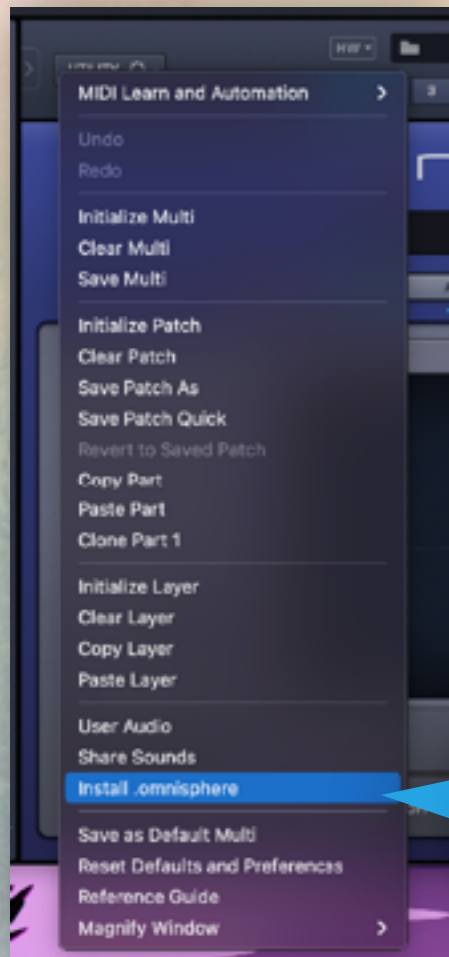 HW
UTILITY
3
MIDI Learn and Automation
Undo
Redo
Initialize Multi
Clear Multi
Save Multi
Initialize Patch
Clear Patch
Save Patch As
Save Patch Quick
Revert to Saved Patch
Copy Part
Paste Part
Clone Part 1
Initialize Layer
Clear Layer
Copy Layer
Paste Layer
User Audio
Share Sounds
Install .omnisphere
Save as Default Multi
Reset Defaults and Preferences
Reference Guide
Magnify Window